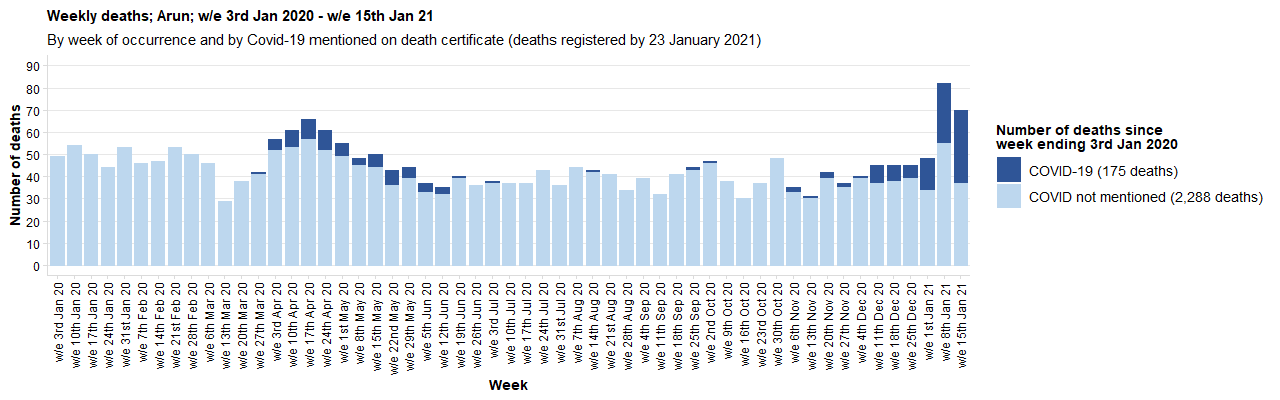 Weekly deaths; Arun; w/e 3rd Jan 2020 - w/e 15th Jan 21
By week of occurrence and by Covid-19 mentioned on death certificate (deaths registered by 23 January 2021)
Number of deaths
90
80
70
60
50
40
30
20
10
0
w/e 3rd Jan 20
w/e 10th Jan 20
w/e 17th Jan 20
w/e 24th Jan 20
w/e 31st Jan 20
w/e 7th Feb 20
w/e 14th Feb 20
w/e 21st Feb 20
w/e 28th Feb 20
w/e 6th Mar 20
w/e 13th Mar 20
w/e 20th Mar 20
w/e 27th Mar 20
w/e 3rd Apr 20
w/e 10th Apr 20
w/e 17th Apr 20
w/e 24th Apr 20
w/e 1st May 20
w/e 8th May 20
w/e 15th May 20
w/e 22nd May 20
w/e 29th May 20
w/e 5th Jun 20
w/e 12th Jun 20
w/e 19th Jun 20
w/e 26th Jun 20
w/e 3rd Jul 20
w/e 10th Jul 20
w/e 17th Jul 20
w/e 24th Jul 20
w/e 31st Jul 20
w/e 7th Aug 20
w/e 14th Aug 20
w/e 21st Aug 20
w/e 28th Aug 20
w/e 4th Sep 20
w/e 11th Sep 20
w/e 18th Sep 20
w/e 25th Sep 20
w/e 2nd Oct 20
w/e 9th Oct 20
w/e 16th Oct 20
w/e 23rd Oct 20
w/e 30th Oct 20
w/e 6th Nov 20
w/e 13th Nov 20
w/e 20th Nov 20
w/e 27th Nov 20
w/e 4th Dec 20
w/e 11th Dec 20
w/e 18th Dec 20
w/e 25th Dec 20
w/e 1st Jan 21
w/e 8th Jan 21
w/e 15th Jan 21
Week
Number of deaths since
week ending 3rd Jan 2020
COVID-19 (175 deaths)
COVID not mentioned (2,288 deaths)